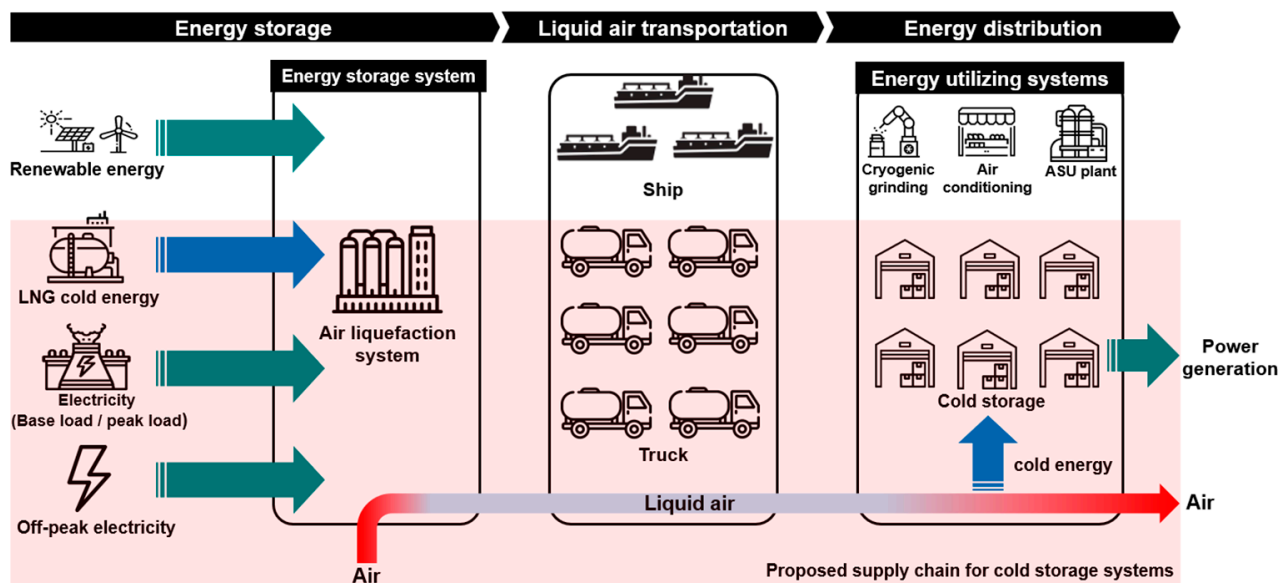 Energy storage
Liquid air transportation
Energy distribution
Energy storage system
Energy utilizing systems
Renewable energy
Ship
Cryogenic
grinding
Air
conditioning
ASU plant
LNG cold energy
Air liquefaction
system
Electricity
(Base load / peak load)
Truck
Cold storage
Power
generation
cold energy
Off-peak electricity
Liquid air
Air
Air
Proposed supply chain for cold storage systems